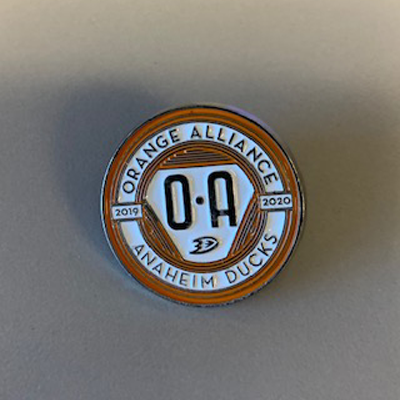 ORANGE ALLIANCE
2019
O·A
2020
ANAHEIM DUCKS